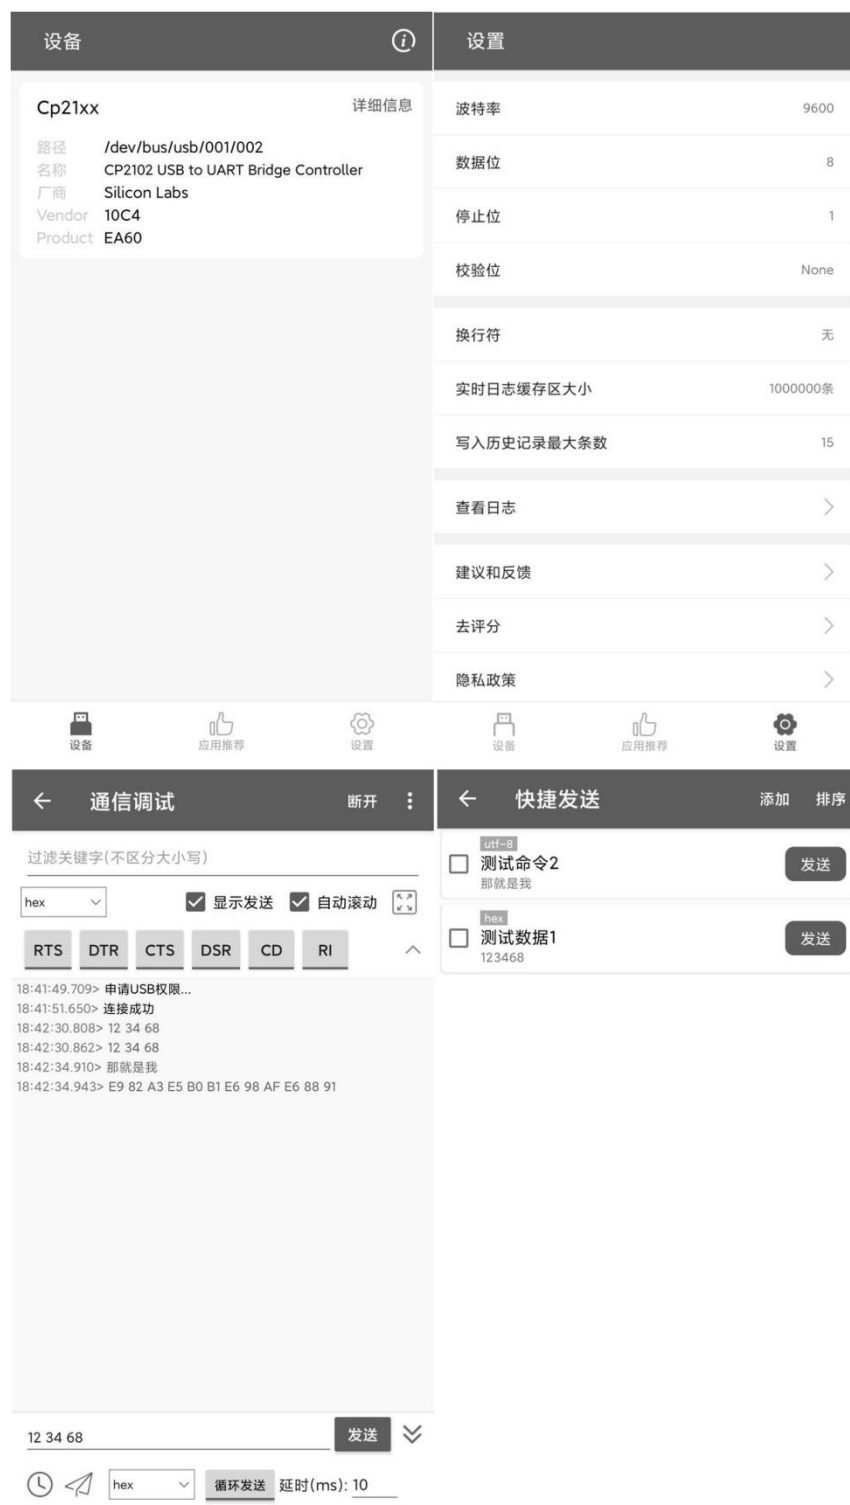 设备
Cp21xx 详细信息
路径 /dev/bus/usb/001/002
名称 CP2102 USB to UART Bridge Controller
厂商 Silicon Labs
Vendor 10C4
Product EA60
设备 应用推荐 设置
设置
波特率 9600
数据位 8
停止位 1
校验位 None
换行符 无
实时日志缓存区大小 1000000条
写入历史记录最大条数 15
查看日志
建议和反馈
去评分
隐私政策
设备 应用推荐 设置
通信调试 断开
过滤关键字(不区分大小写)
hex 显示发送 自动滚动
RTS DTR CTS DSR CD RI
18:41:49.709> 申请USB权限...
18:41:51.650> 连接成功
18:42:30.808> 12 34 68
18:42:30.862> 12 34 68
18:42:34.910> 那就是我
18:42:34.943> E9 82 A3 E5 B0 B1 E6 98 AF E6 88 91
12 34 68 发送
hex 循环发送 延时(ms): 10
快捷发送 添加 排序
utf-8
测试命令2 发送
那就是我
hex
测试数据1 发送
123468